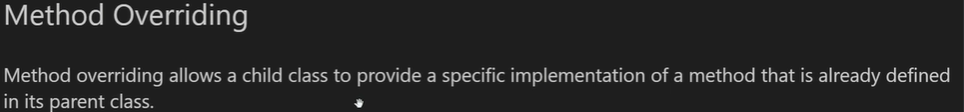 Method Overriding
Method overriding allows a child class to provide a specific implementation of a method that is already defined
in its parent class.